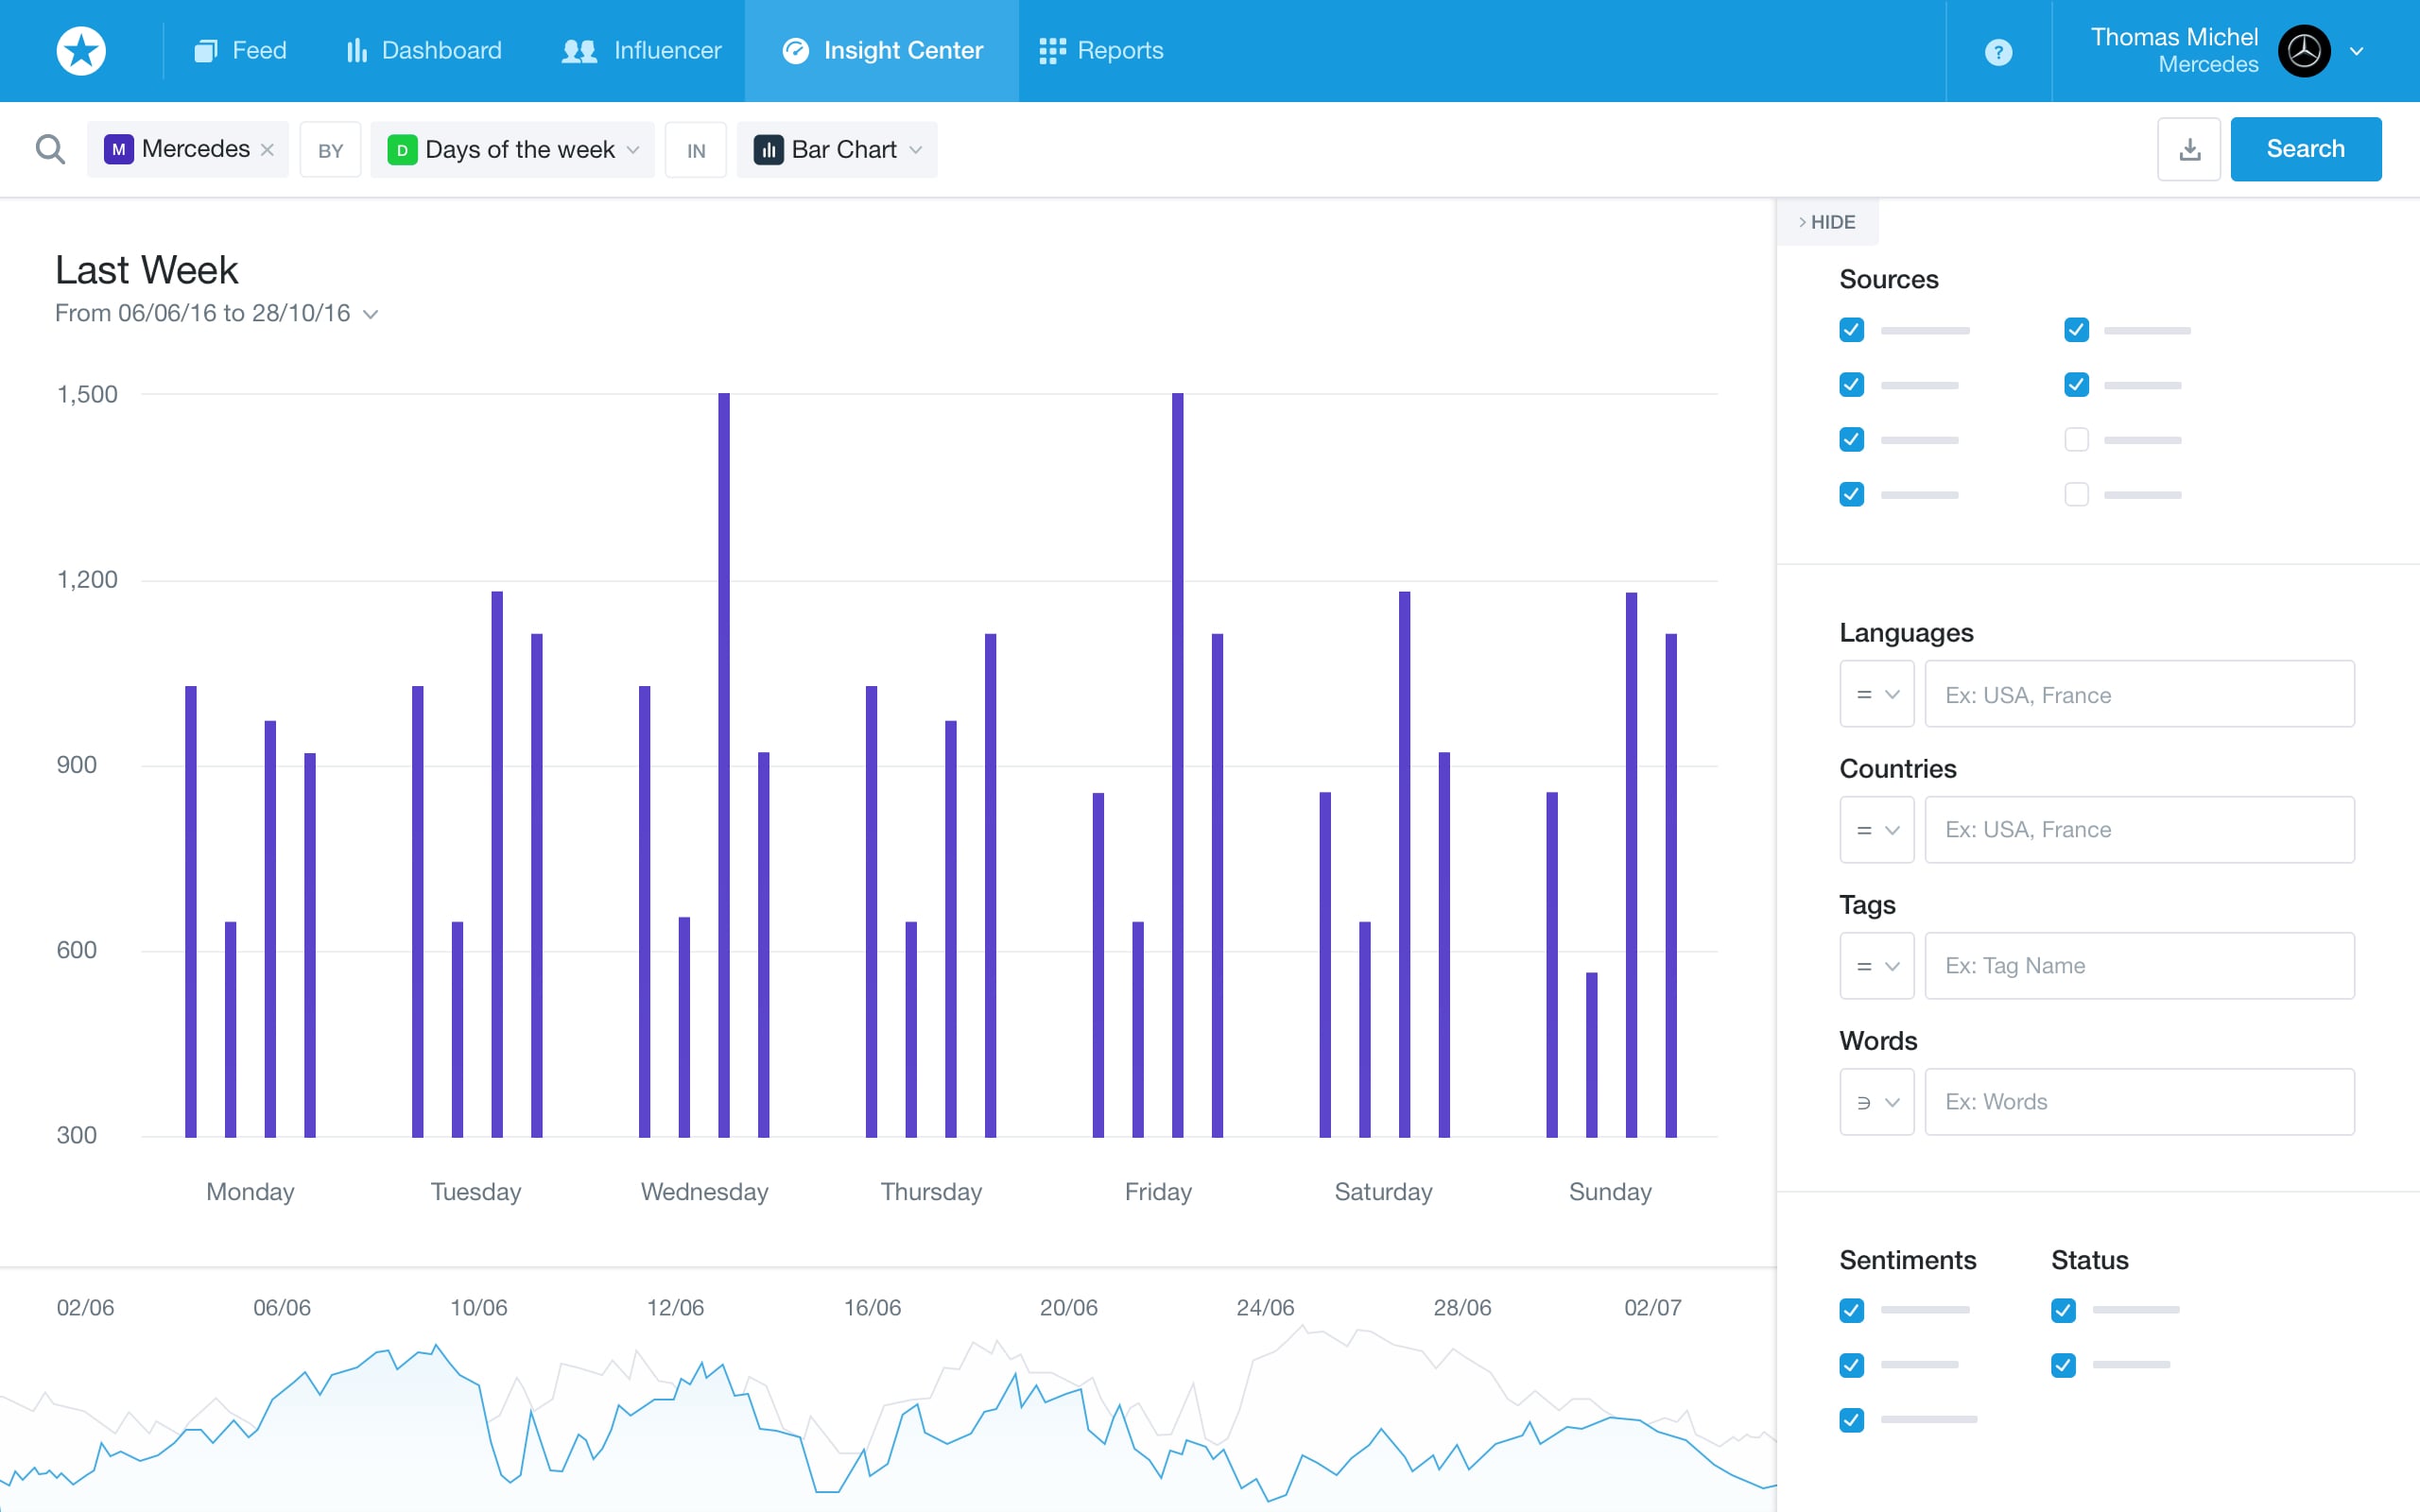 Feed
Dashboard
Influencer
Insight Center
Reports
?
Thomas Michel
Mercedes
M Mercedes
BY
D Days of the week
IN
Bar Chart
Search
HIDE
Last Week
From 06/06/16 to 28/10/16
1,500
1,200
900
600
300
Monday
Tuesday
Wednesday
Thursday
Friday
Saturday
Sunday
02/06
06/06
10/06
12/06
16/06
20/06
24/06
28/06
02/07
Sources
Languages
= Ex: USA, France
Countries
= Ex: USA, France
Tags
= Ex: Tag Name
Words
∋ Ex: Words
Sentiments
Status